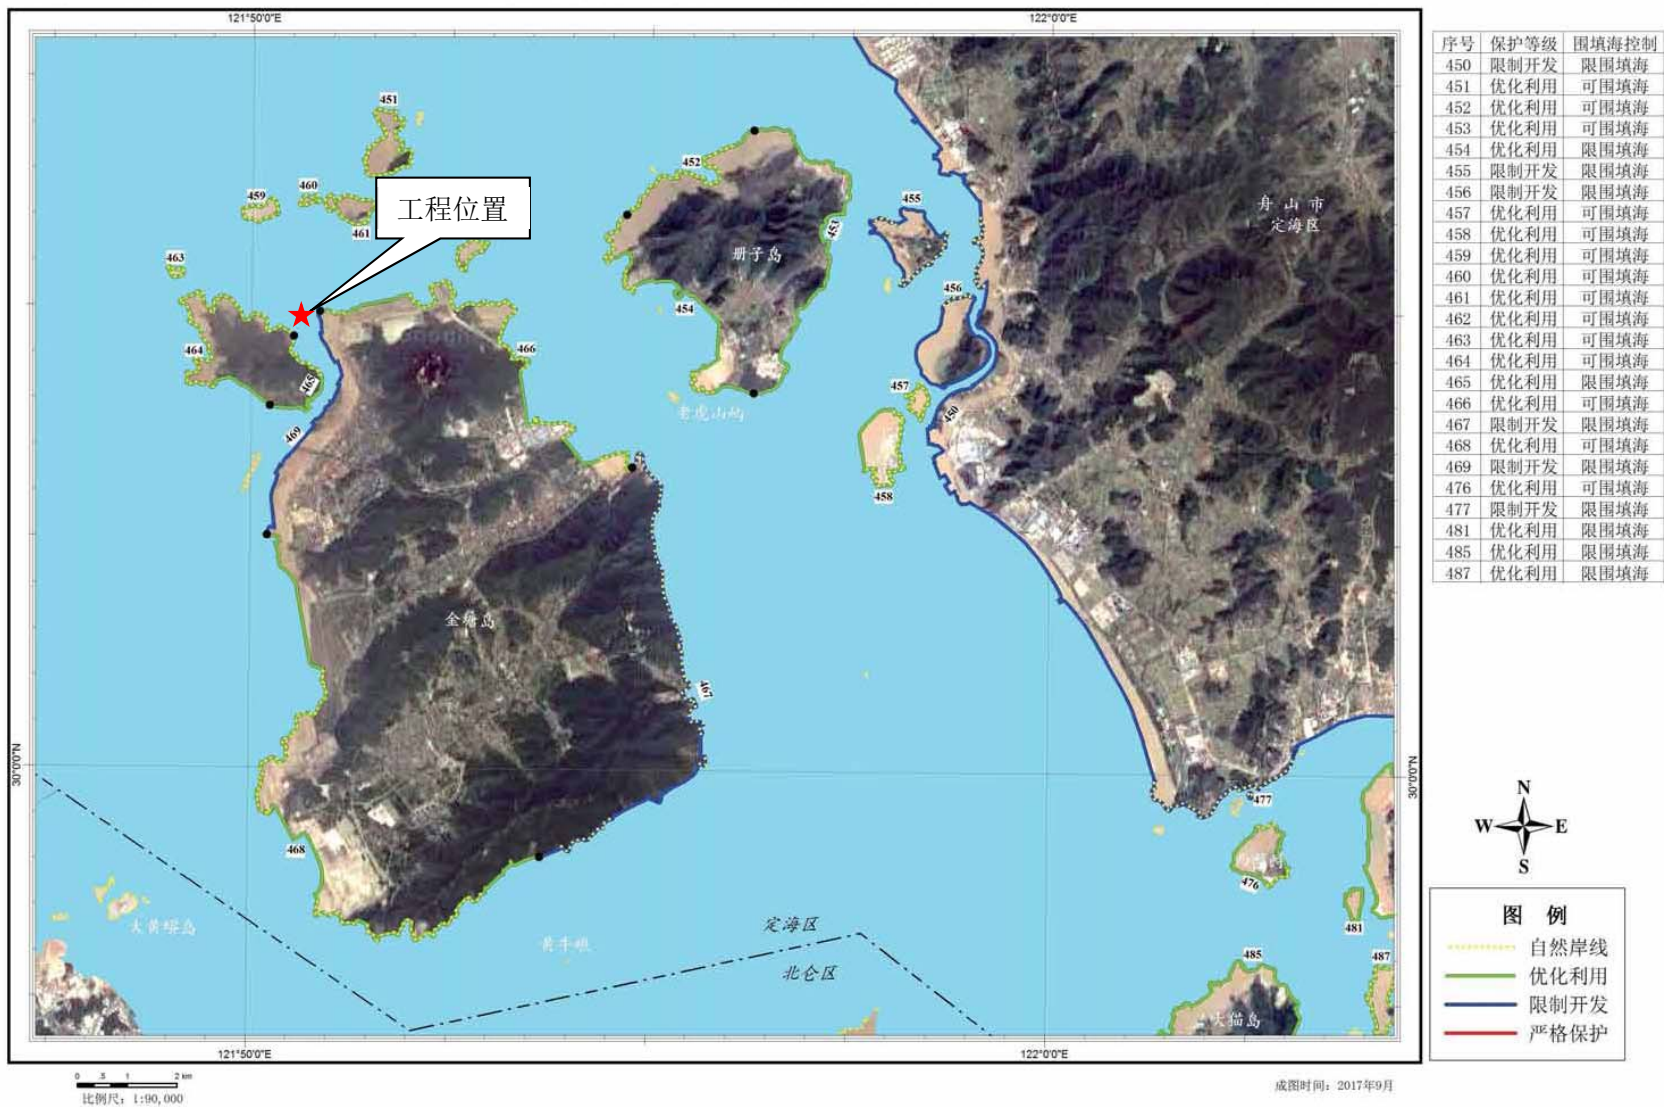 121°50'0"E
122°0'0"E
451
452
459
460
461
工程位置
453
册子岛
455
舟山市
定海区
463
456
454
464
465
466
457
450
老虎山屿
469
458
金塘岛
467
30°0'0"N
30°0'0"N
477
468
476
大黄蟒岛
481
定海区
北仑区
485
487
大猫岛
121°50'0"E
122°0'0"E
序号 保护等级 围填海控制
450 限制开发 限围填海
451 优化利用 可围填海
452 优化利用 可围填海
453 优化利用 可围填海
454 优化利用 限围填海
455 限制开发 限围填海
456 限制开发 限围填海
457 优化利用 可围填海
458 优化利用 可围填海
459 优化利用 可围填海
460 优化利用 可围填海
461 优化利用 可围填海
462 优化利用 可围填海
463 优化利用 可围填海
464 优化利用 可围填海
465 优化利用 限围填海
466 优化利用 可围填海
467 限制开发 限围填海
468 优化利用 可围填海
469 限制开发 限围填海
476 优化利用 可围填海
477 限制开发 限围填海
481 优化利用 限围填海
485 优化利用 限围填海
487 优化利用 限围填海
N
W E
S
图 例
自然岸线
优化利用
限制开发
严格保护
0 .5 1 2 km
比例尺：1:90,000
成图时间：2017年9月